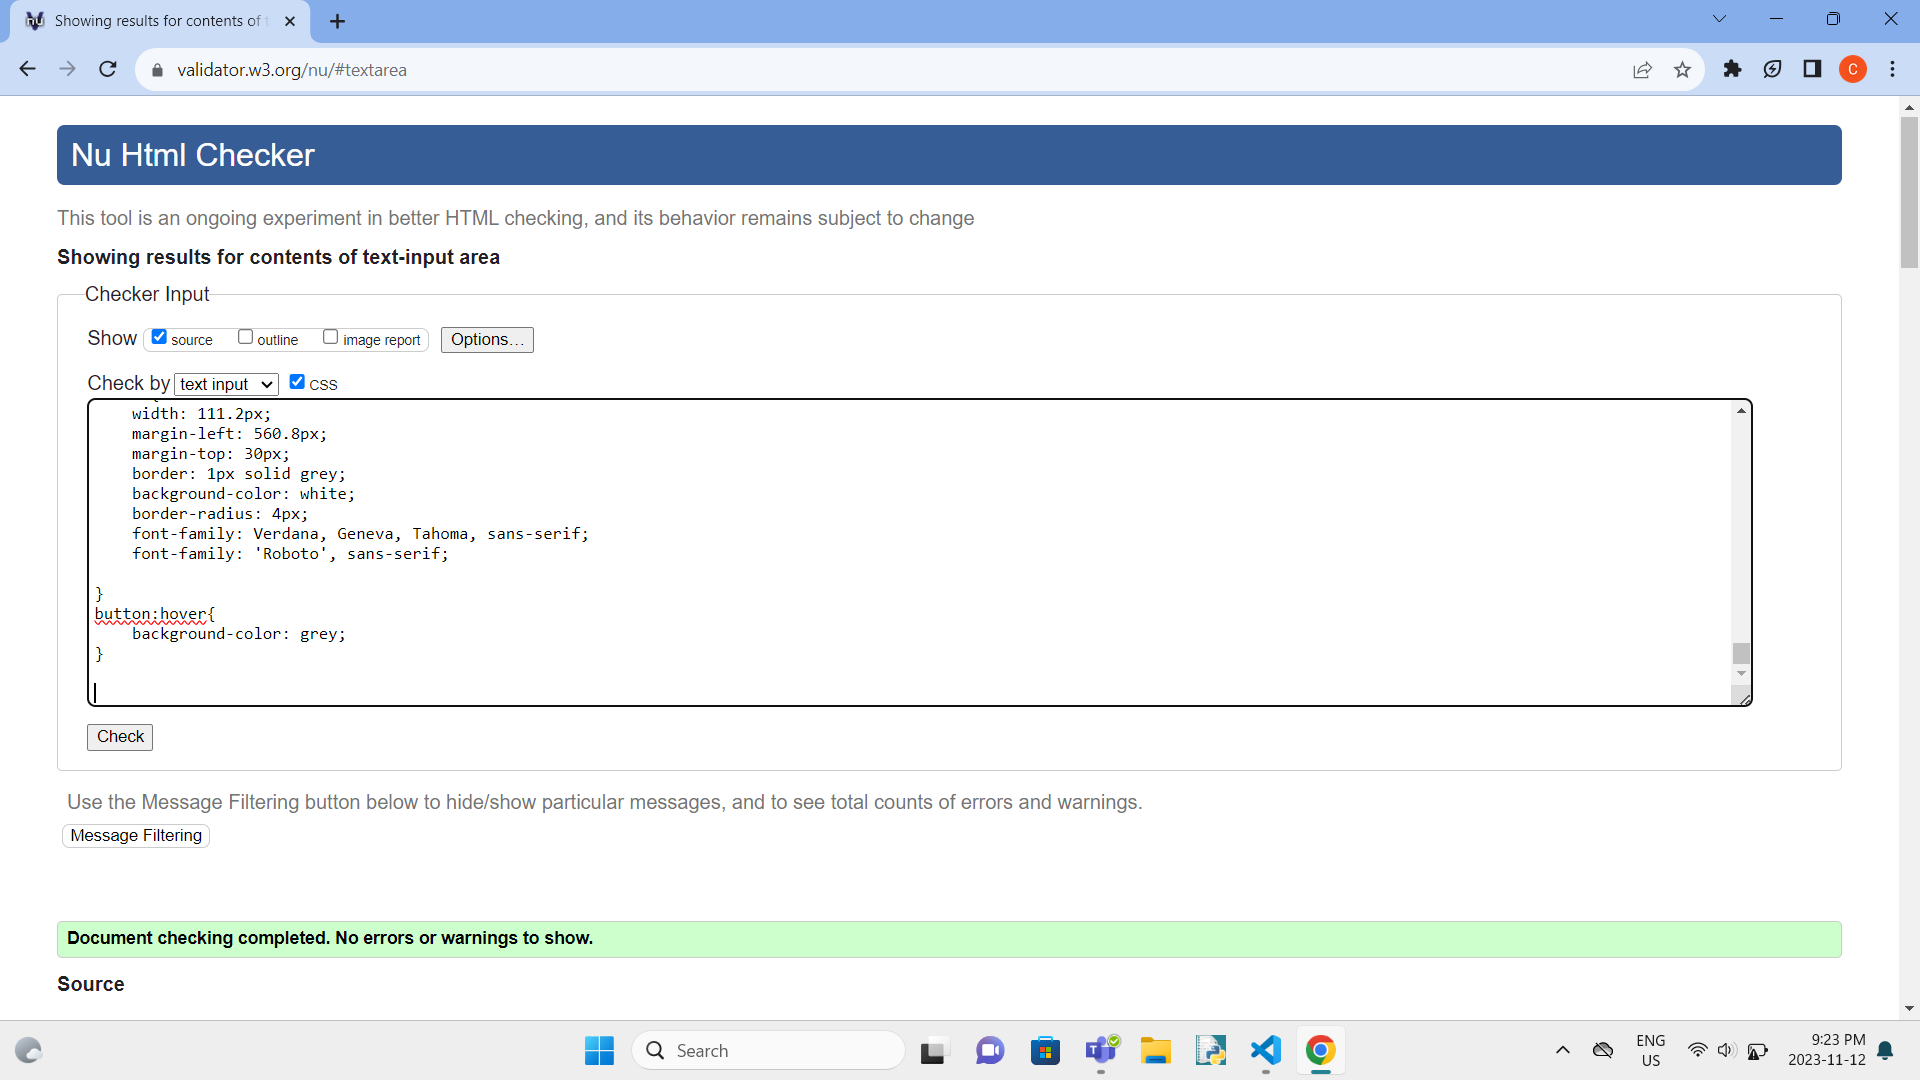 Showing results for contents of t
validator.w3.org/nu/#textarea
C
Nu Html Checker
This tool is an ongoing experiment in better HTML checking, and its behavior remains subject to change
Showing results for contents of text-input area
Checker Input
Show source outline image report Options…
Check by text input CSS
width: 111.2px;
margin-left: 560.8px;
margin-top: 30px;
border: 1px solid grey;
background-color: white;
border-radius: 4px;
font-family: Verdana, Geneva, Tahoma, sans-serif;
font-family: 'Roboto', sans-serif;
}
button:hover{
background-color: grey;
}
Check
Use the Message Filtering button below to hide/show particular messages, and to see total counts of errors and warnings.
Message Filtering
Document checking completed. No errors or warnings to show.
Source
Search
ENG
US
9:23 PM
2023-11-12